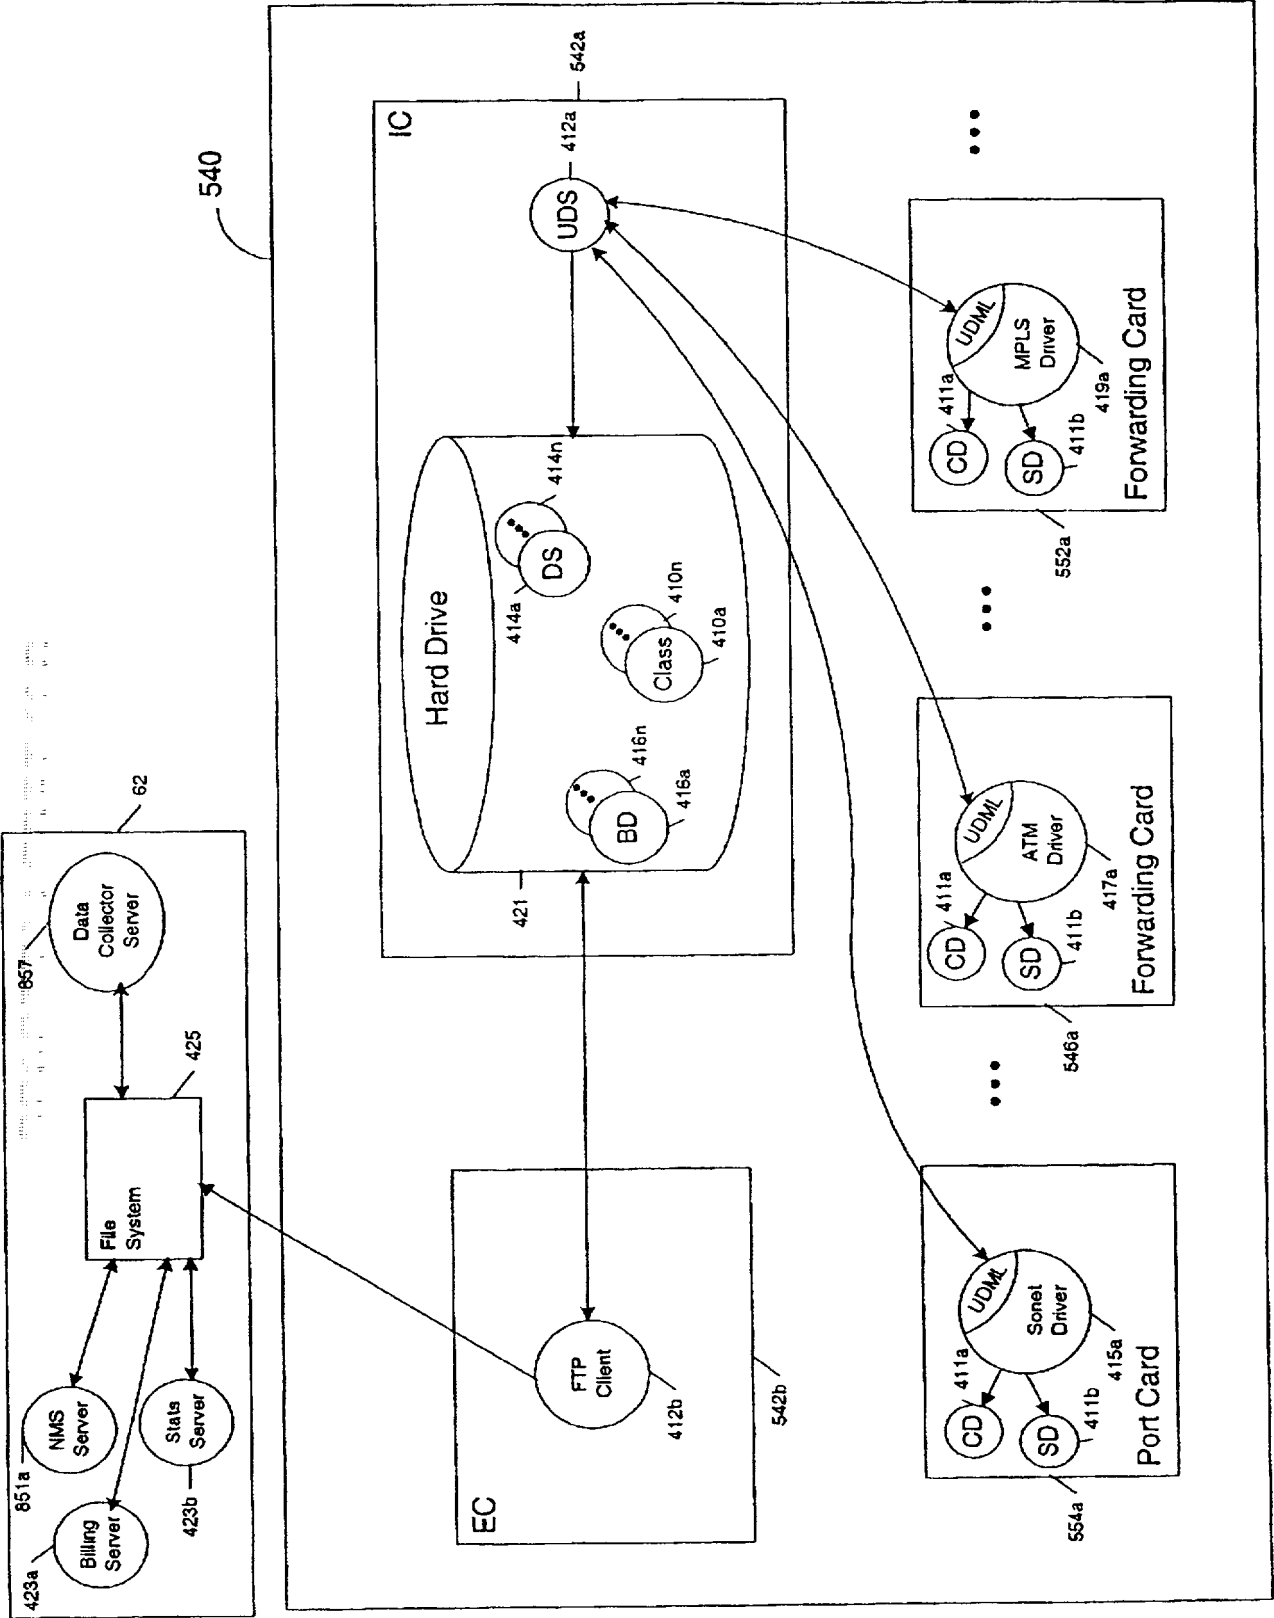 62
857
Data
Collector
Server
425
File
System
851a
NMS
Server
423a
Billing
Server
423b
Stats
Server
540
IC
542a
UDS
412a
Hard Drive
421
DS
414a
414n
Class
410n
410a
BD
416n
416a
EC
FTP
Client
412b
542b
UDML
Sonet
Driver
415a
CD
411a
SD
411b
Port Card
554a
UDML
ATM
Driver
417a
CD
411a
SD
411b
Forwarding Card
546a
UDML
MPLS
Driver
419a
CD
411a
SD
411b
Forwarding Card
552a